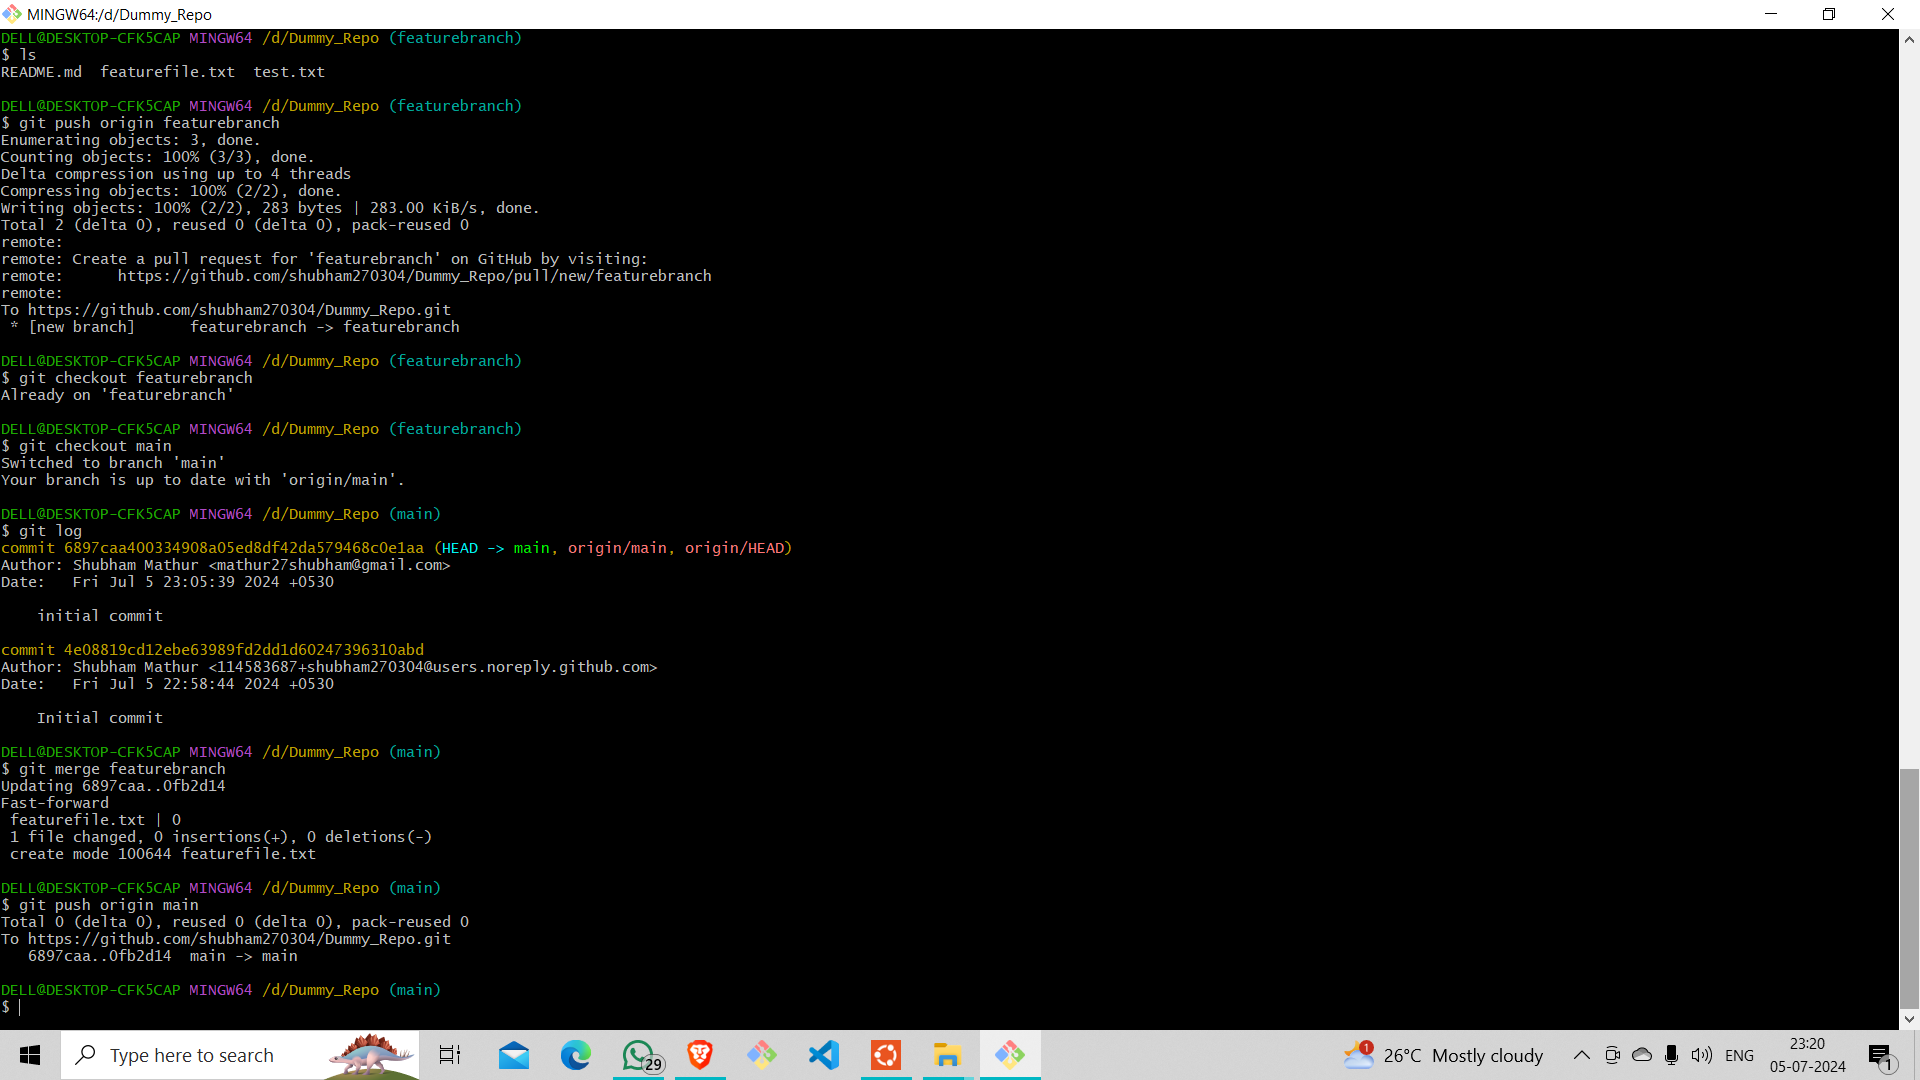 MINGW64:/d/Dummy_Repo
DELL@DESKTOP-CFK5CAP MINGW64 /d/Dummy_Repo (featurebranch)
$ ls
README.md  featurefile.txt  test.txt
DELL@DESKTOP-CFK5CAP MINGW64 /d/Dummy_Repo (featurebranch)
$ git push origin featurebranch
Enumerating objects: 3, done.
Counting objects: 100% (3/3), done.
Delta compression using up to 4 threads
Compressing objects: 100% (2/2), done.
Writing objects: 100% (2/2), 283 bytes | 283.00 KiB/s, done.
Total 2 (delta 0), reused 0 (delta 0), pack-reused 0
remote:
remote: Create a pull request for 'featurebranch' on GitHub by visiting:
remote:      https://github.com/shubham270304/Dummy_Repo/pull/new/featurebranch
remote:
To https://github.com/shubham270304/Dummy_Repo.git
 * [new branch]      featurebranch -> featurebranch
DELL@DESKTOP-CFK5CAP MINGW64 /d/Dummy_Repo (featurebranch)
$ git checkout featurebranch
Already on 'featurebranch'
DELL@DESKTOP-CFK5CAP MINGW64 /d/Dummy_Repo (featurebranch)
$ git checkout main
Switched to branch 'main'
Your branch is up to date with 'origin/main'.
DELL@DESKTOP-CFK5CAP MINGW64 /d/Dummy_Repo (main)
$ git log
commit 6897caa400334908a05ed8df42da579468c0e1aa (HEAD -> main, origin/main, origin/HEAD)
Author: Shubham Mathur <mathur27shubham@gmail.com>
Date:   Fri Jul 5 23:05:39 2024 +0530
    initial commit
commit 4e08819cd12ebe63989fd2dd1d60247396310abd
Author: Shubham Mathur <114583687+shubham270304@users.noreply.github.com>
Date:   Fri Jul 5 22:58:44 2024 +0530
    Initial commit
DELL@DESKTOP-CFK5CAP MINGW64 /d/Dummy_Repo (main)
$ git merge featurebranch
Updating 6897caa..0fb2d14
Fast-forward
 featurefile.txt | 0
 1 file changed, 0 insertions(+), 0 deletions(-)
 create mode 100644 featurefile.txt
DELL@DESKTOP-CFK5CAP MINGW64 /d/Dummy_Repo (main)
$ git push origin main
Total 0 (delta 0), reused 0 (delta 0), pack-reused 0
To https://github.com/shubham270304/Dummy_Repo.git
   6897caa..0fb2d14  main -> main
DELL@DESKTOP-CFK5CAP MINGW64 /d/Dummy_Repo (main)
$
Type here to search
29
1
26°C  Mostly cloudy
ENG
23:20
05-07-2024
1